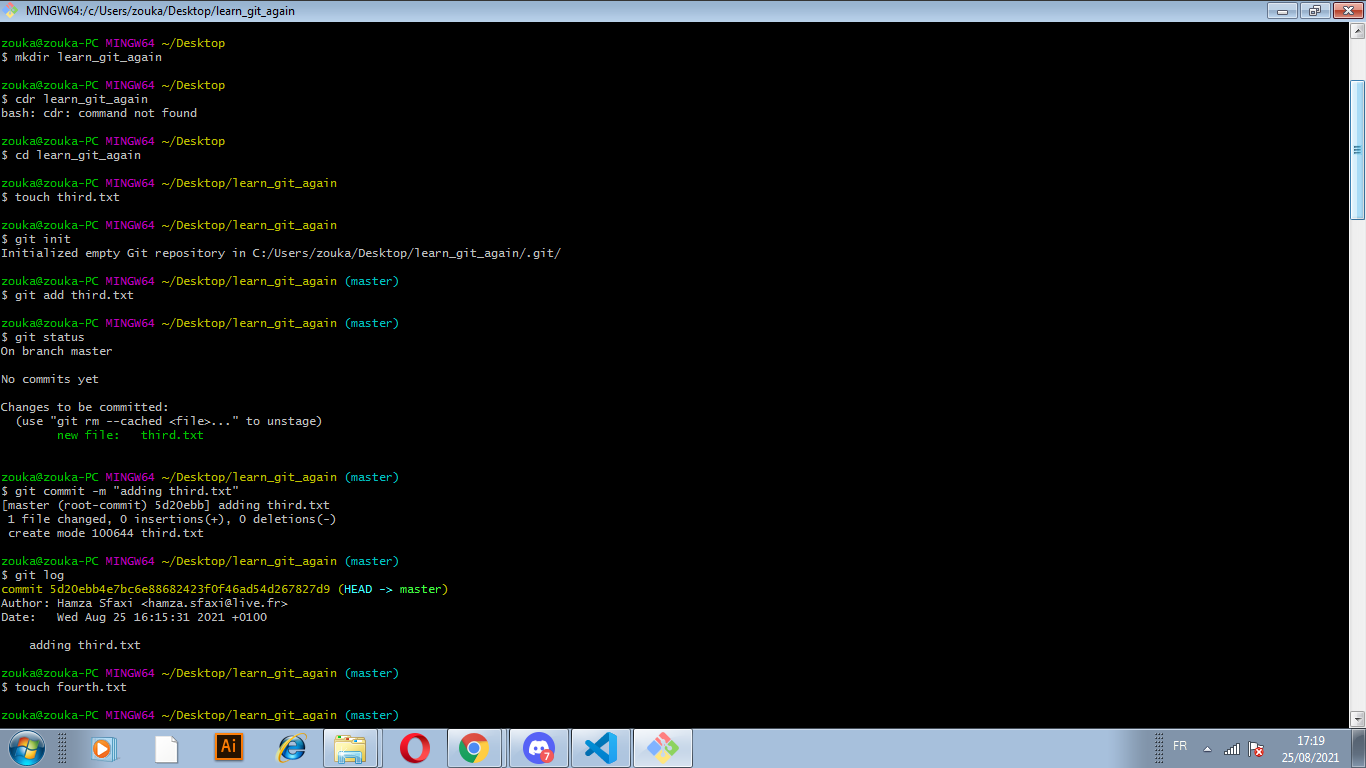 MINGW64:/c/Users/zouka/Desktop/learn_git_again
zouka@zouka-PC MINGW64 ~/Desktop
$ mkdir learn_git_again
zouka@zouka-PC MINGW64 ~/Desktop
$ cdr learn_git_again
bash: cdr: command not found
zouka@zouka-PC MINGW64 ~/Desktop
$ cd learn_git_again
zouka@zouka-PC MINGW64 ~/Desktop/learn_git_again
$ touch third.txt
zouka@zouka-PC MINGW64 ~/Desktop/learn_git_again
$ git init
Initialized empty Git repository in C:/Users/zouka/Desktop/learn_git_again/.git/
zouka@zouka-PC MINGW64 ~/Desktop/learn_git_again (master)
$ git add third.txt
zouka@zouka-PC MINGW64 ~/Desktop/learn_git_again (master)
$ git status
On branch master
No commits yet
Changes to be committed:
  (use "git rm --cached <file>..." to unstage)
        new file:   third.txt
zouka@zouka-PC MINGW64 ~/Desktop/learn_git_again (master)
$ git commit -m "adding third.txt"
[master (root-commit) 5d20ebb] adding third.txt
 1 file changed, 0 insertions(+), 0 deletions(-)
 create mode 100644 third.txt
zouka@zouka-PC MINGW64 ~/Desktop/learn_git_again (master)
$ git log
commit 5d20ebb4e7bc6e88682423f0f46ad54d267827d9 (HEAD -> master)
Author: Hamza Sfaxi <hamza.sfaxi@live.fr>
Date:   Wed Aug 25 16:15:31 2021 +0100
    adding third.txt
zouka@zouka-PC MINGW64 ~/Desktop/learn_git_again (master)
$ touch fourth.txt
zouka@zouka-PC MINGW64 ~/Desktop/learn_git_again (master)
Ai
7
FR
17:19
25/08/2021